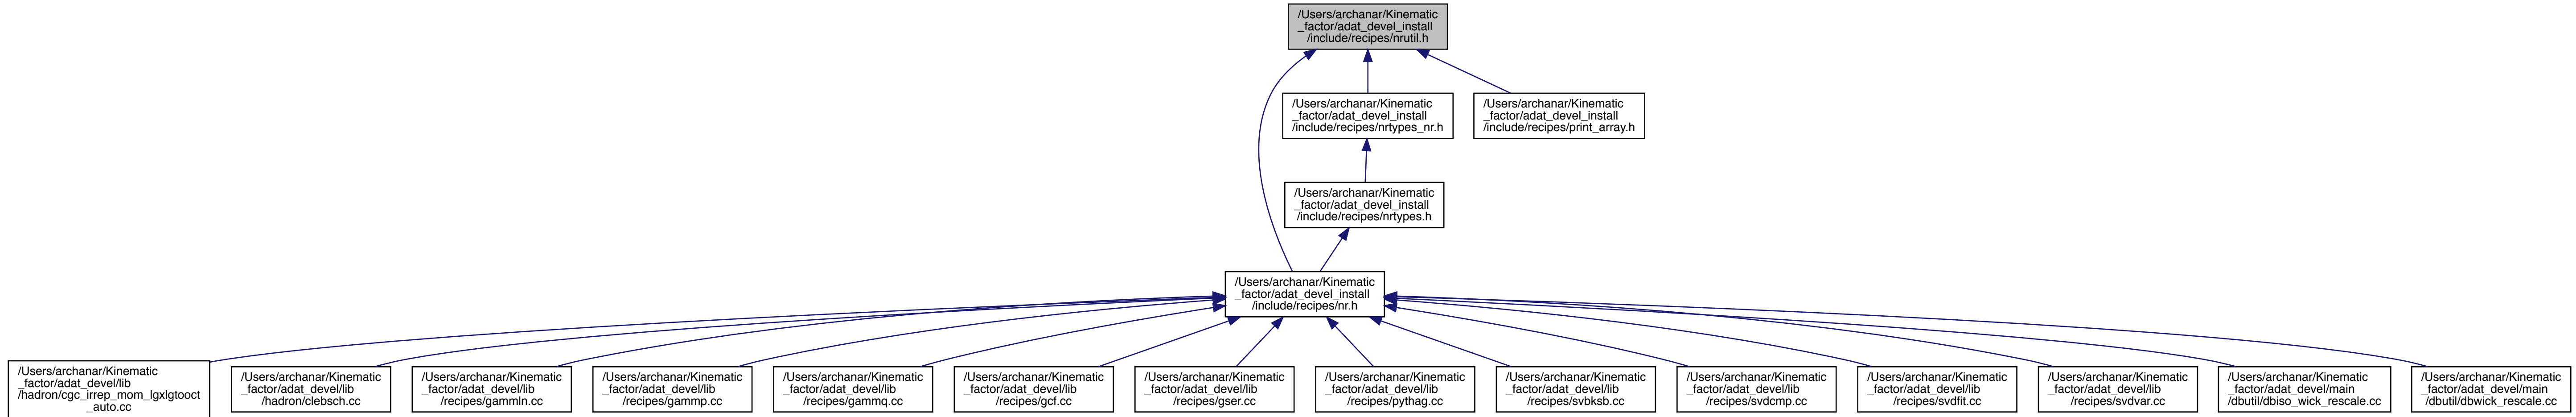 /Users/archanar/Kinematic
_factor/adat_devel_install
/include/recipes/nrutil.h
/Users/archanar/Kinematic
_factor/adat_devel_install
/include/recipes/nrtypes_nr.h
/Users/archanar/Kinematic
_factor/adat_devel_install
/include/recipes/print_array.h
/Users/archanar/Kinematic
_factor/adat_devel_install
/include/recipes/nrtypes.h
/Users/archanar/Kinematic
_factor/adat_devel_install
/include/recipes/nr.h
/Users/archanar/Kinematic
_factor/adat_devel/lib
/hadron/cgc_irrep_mom_lgxlgtooct
_auto.cc
/Users/archanar/Kinematic
_factor/adat_devel/lib
/hadron/clebsch.cc
/Users/archanar/Kinematic
_factor/adat_devel/lib
/recipes/gammln.cc
/Users/archanar/Kinematic
_factor/adat_devel/lib
/recipes/gammp.cc
/Users/archanar/Kinematic
_factor/adat_devel/lib
/recipes/gammq.cc
/Users/archanar/Kinematic
_factor/adat_devel/lib
/recipes/gcf.cc
/Users/archanar/Kinematic
_factor/adat_devel/lib
/recipes/gser.cc
/Users/archanar/Kinematic
_factor/adat_devel/lib
/recipes/pythag.cc
/Users/archanar/Kinematic
_factor/adat_devel/lib
/recipes/svbksb.cc
/Users/archanar/Kinematic
_factor/adat_devel/lib
/recipes/svdcmp.cc
/Users/archanar/Kinematic
_factor/adat_devel/lib
/recipes/svdfit.cc
/Users/archanar/Kinematic
_factor/adat_devel/lib
/recipes/svdvar.cc
/Users/archanar/Kinematic
_factor/adat_devel/main
/dbutil/dbiso_wick_rescale.cc
/Users/archanar/Kinematic
_factor/adat_devel/main
/dbutil/dbwick_rescale.cc